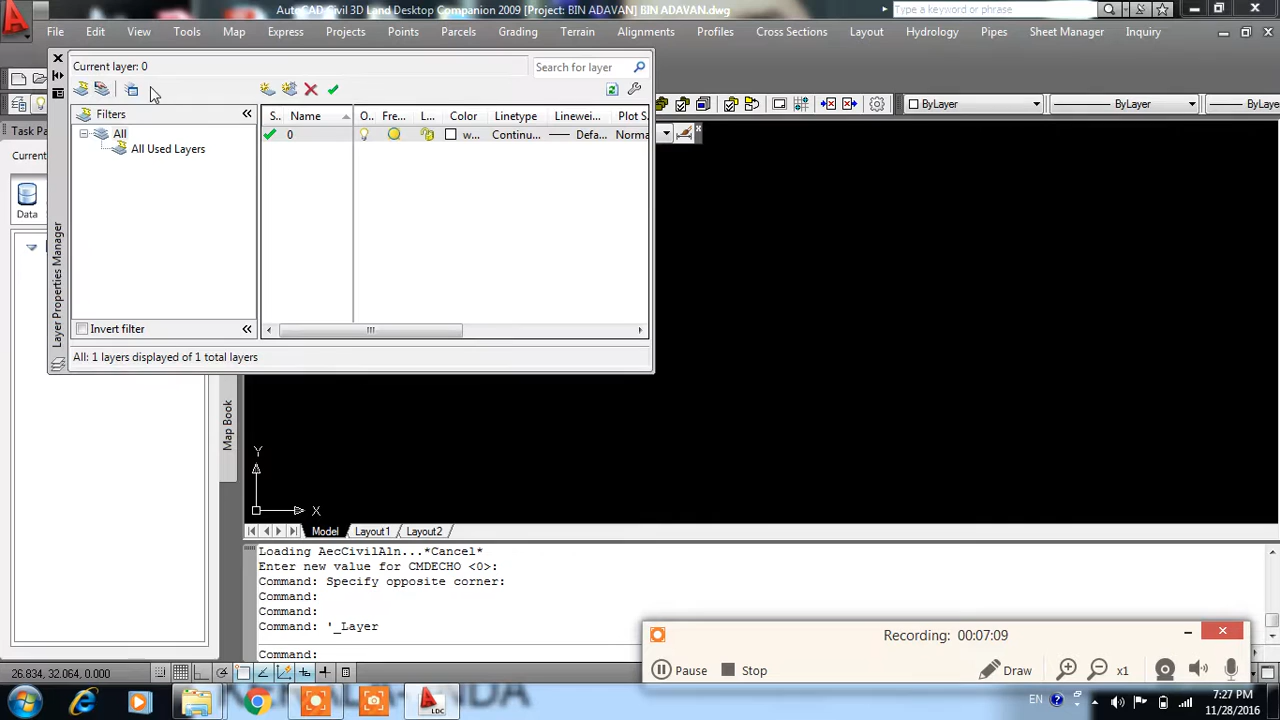 AutoCAD Civil 3D Land Desktop Companion 2009 [Project: BIN ADAVAN] BIN ADAVAN.dwg
Type a keyword or phrase
File Edit View Tools Map Express Projects Points Parcels Grading Terrain Alignments Profiles Cross Sections Layout Hydrology Pipes Sheet Manager Inquiry
Current layer: 0
Search for layer
ByLayer ByLayer ByLayer
Filters
S.. Name O. Fre... L... Color Linetype Linewei... Plot S.
Task Pa
All
0 w... Continu... Defa... Norma
All Used Layers
Current
Data
Layer Properties Manager
Invert filter
All: 1 layers displayed of 1 total layers
Map Book
Y
X
Model Layout1 Layout2
Loading AecCivilAln...*Cancel*
Enter new value for CMDECHO <0>:
Command: Specify opposite corner:
Command:
Command:
Command: '_Layer
Command:
Recording: 00:07:09
Pause Stop Draw x1
26.834, 32.064, 0.000
LDC
EN
7:27 PM
11/28/2016